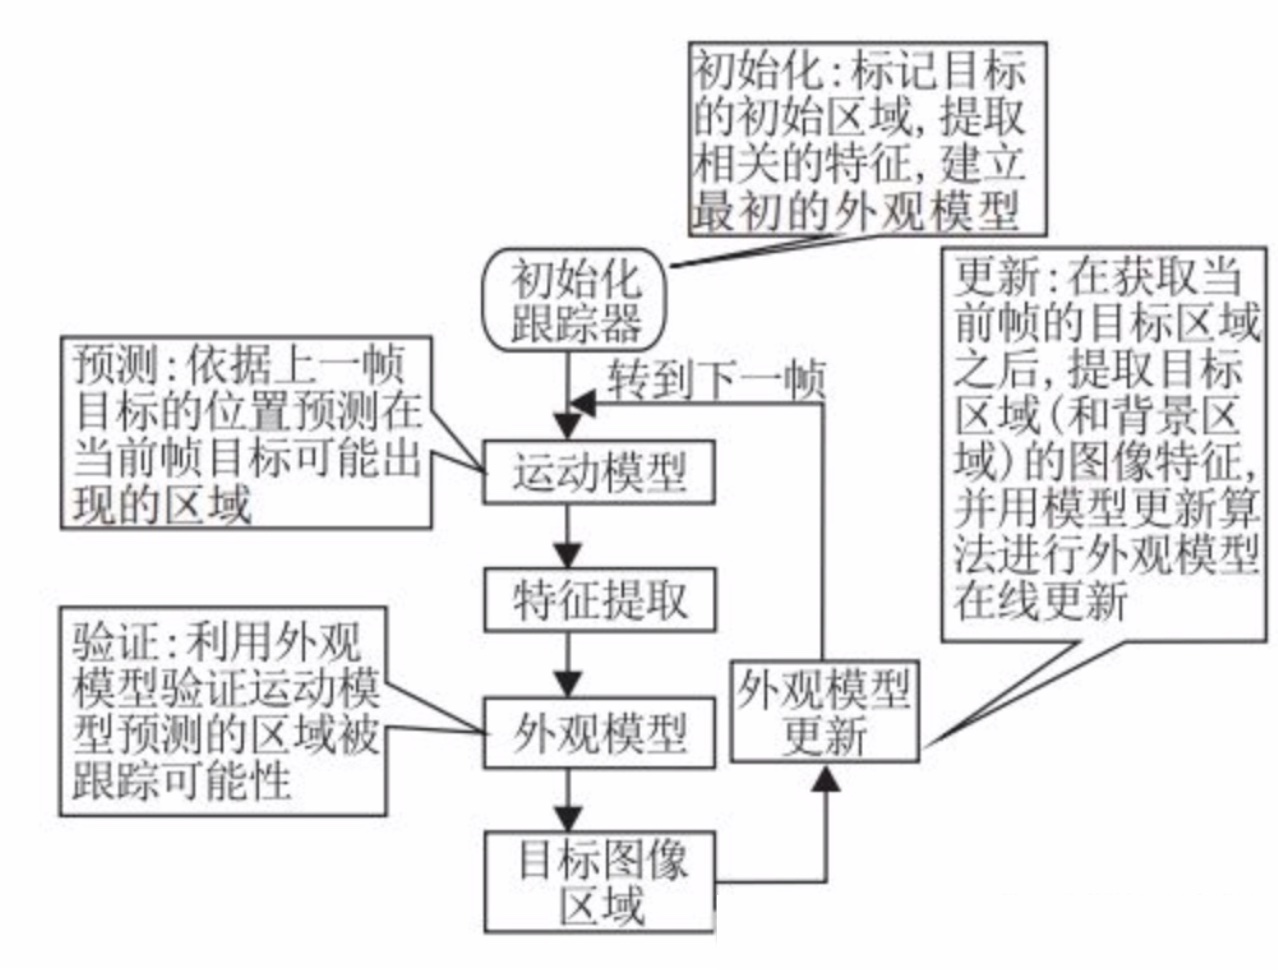 初始化:标记目标
的初始区域,提取
相关的特征,建立
最初的外观模型
初始化
跟踪器
更新:在获取当
前帧的目标区域
之后,提取目标
区域(和背景区
域)的图像特征,
并用模型更新算
法进行外观模型
在线更新
预测:依据上一帧
目标的位置预测在
当前帧目标可能出
现的区域
转到下一帧
运动模型
特征提取
验证:利用外观
模型验证运动模
型预测的区域被
跟踪可能性
外观模型
外观模型
更新
目标图像
区域